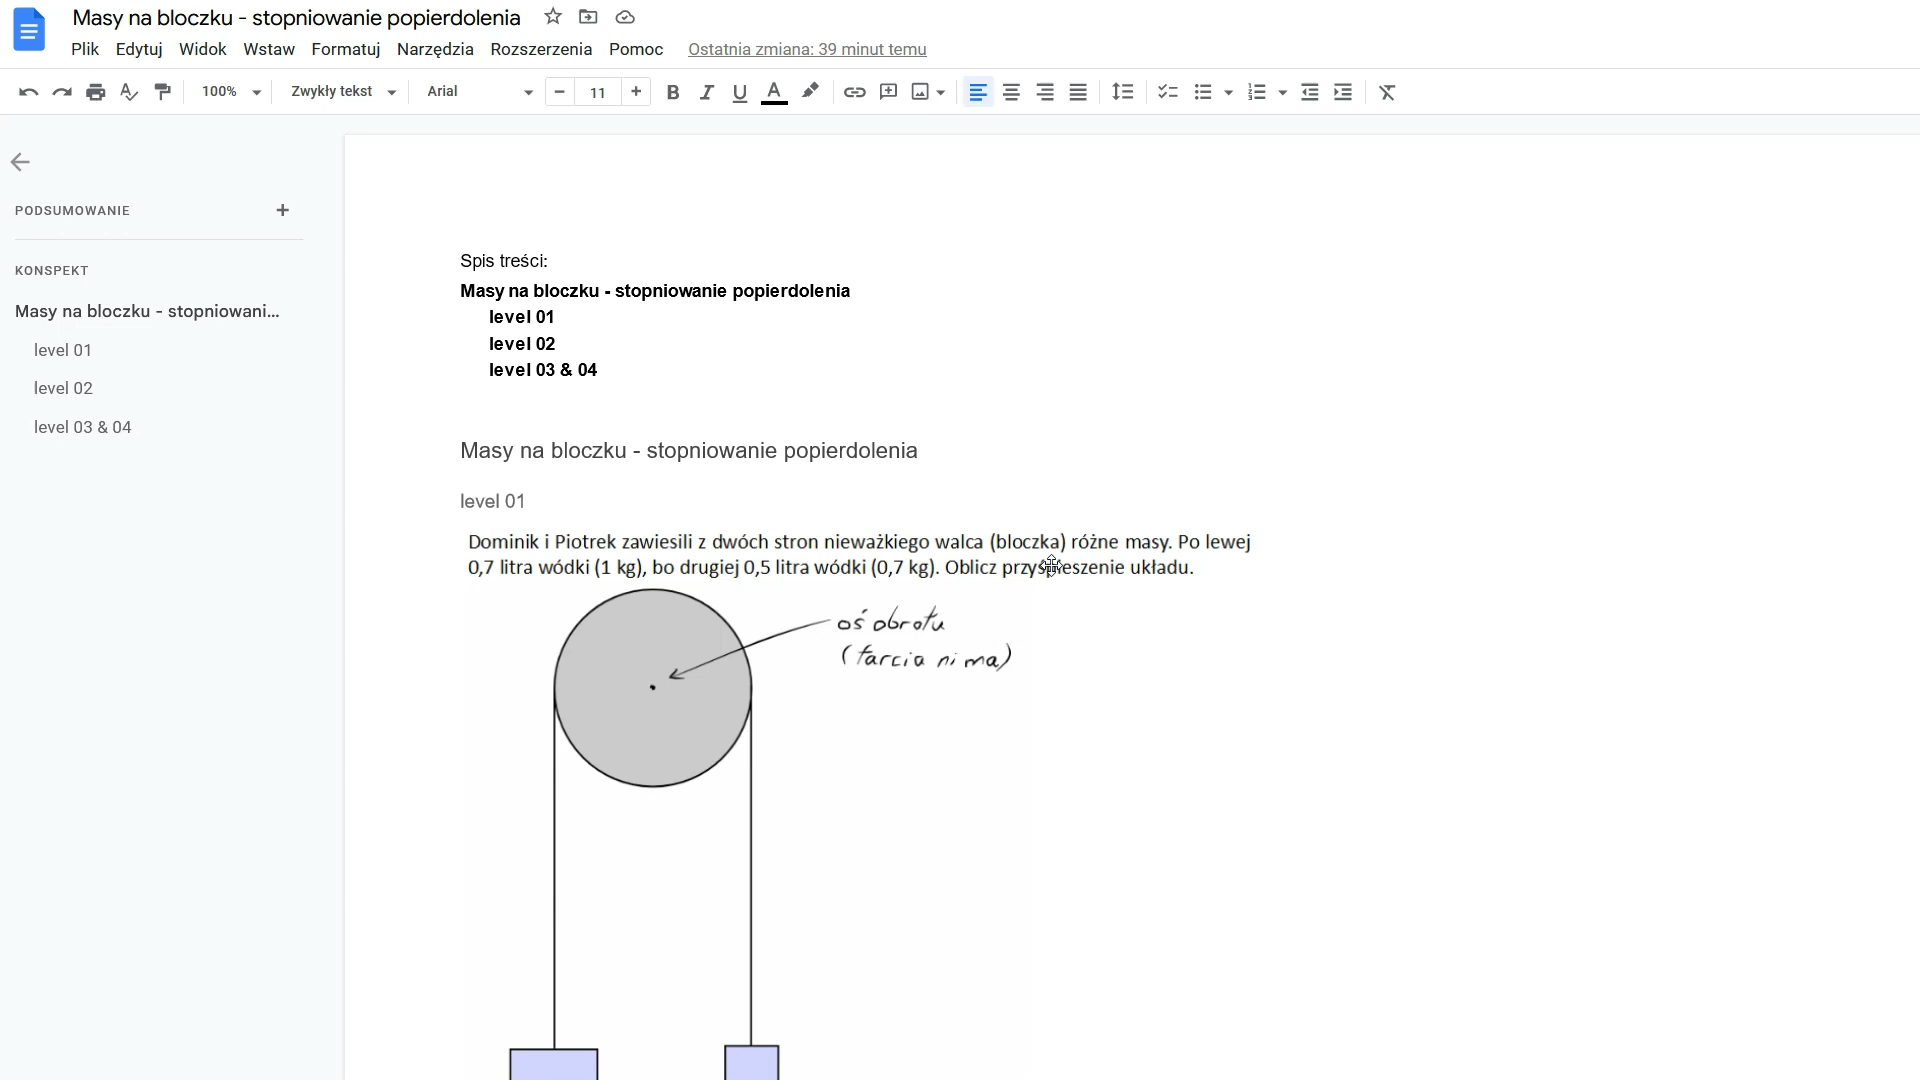 Masy na bloczku - stopniowanie popierdolenia
Plik Edytuj Widok Wstaw Formatuj Narzędzia Rozszerzenia Pomoc Ostatnia zmiana: 39 minut temu
100% Zwykły tekst Arial 11
PODSUMOWANIE
KONSPEKT
Masy na bloczku - stopniowani...
level 01
level 02
level 03 & 04
Spis treści:
Masy na bloczku - stopniowanie popierdolenia
level 01
level 02
level 03 & 04
Masy na bloczku - stopniowanie popierdolenia
level 01
Dominik i Piotrek zawiesili z dwóch stron nieważkiego walca (bloczka) różne masy. Po lewej
0,7 litra wódki (1 kg), bo drugiej 0,5 litra wódki (0,7 kg). Oblicz przyspieszenie układu.
oś obrotu
(tarcia ni ma)